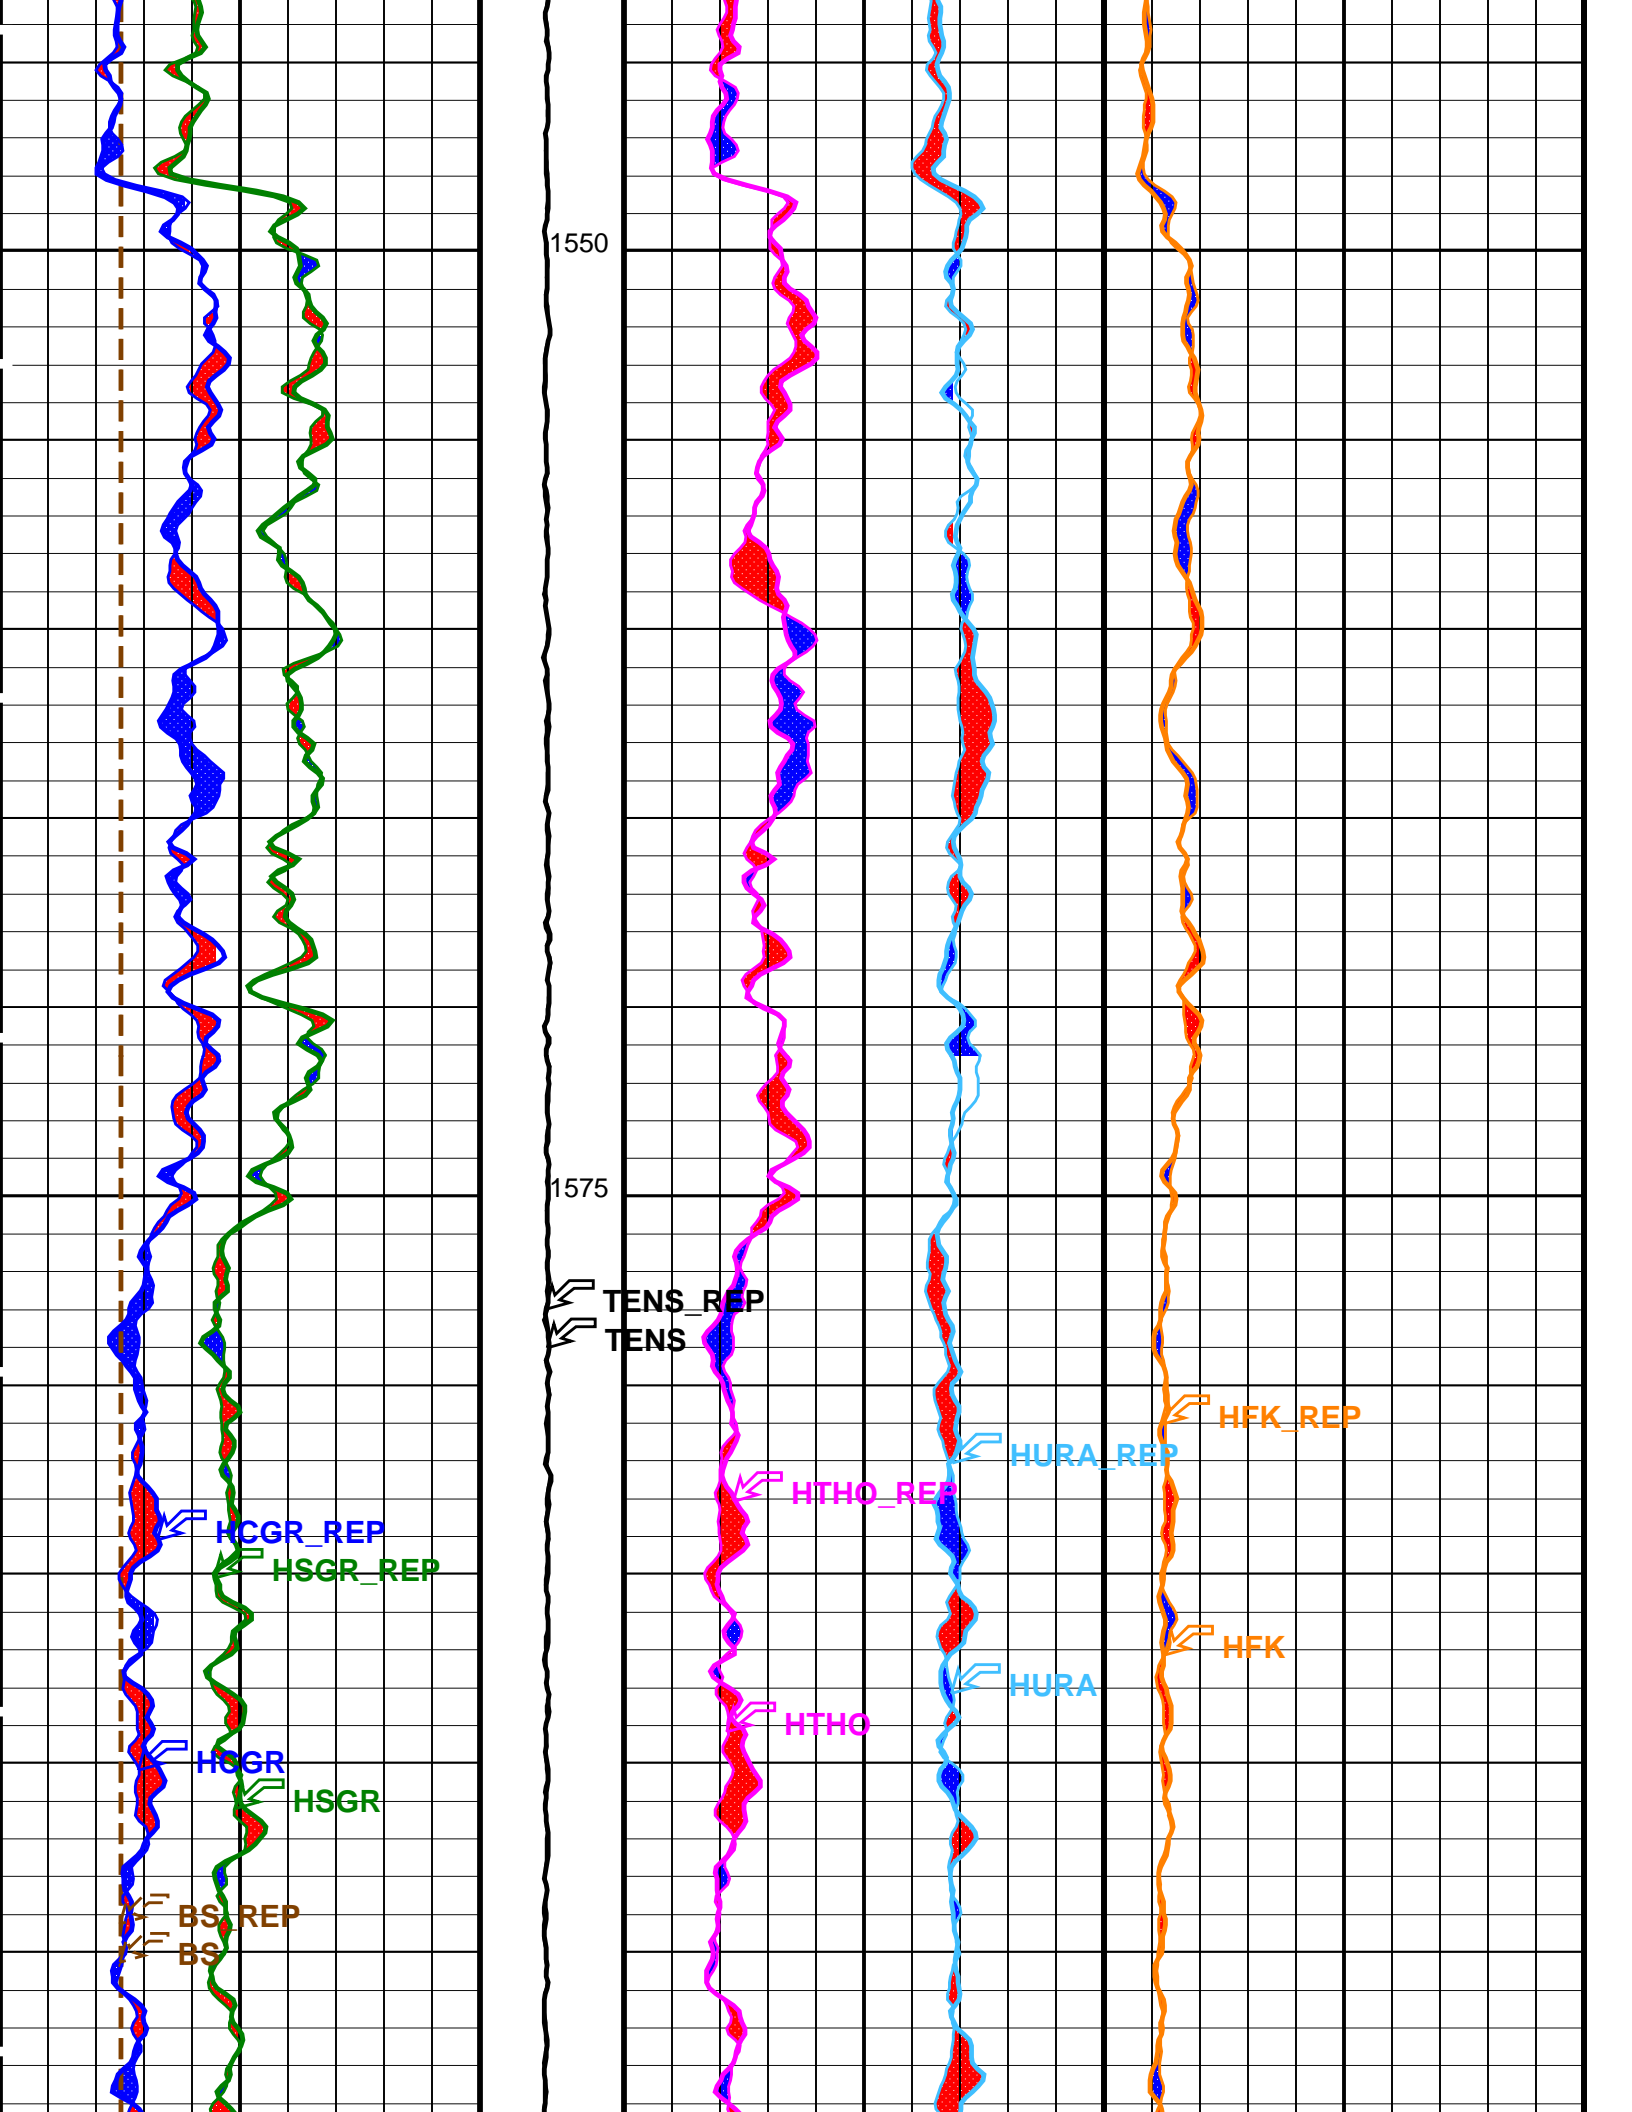 1550
1575
TENS_REP
TENS
HFK_REP
HURA_REP
HTHO_REP
HCGR_REP
HSGR_REP
HFK
HURA
HTHO
HCGR
HSGR
BS_REP
BS